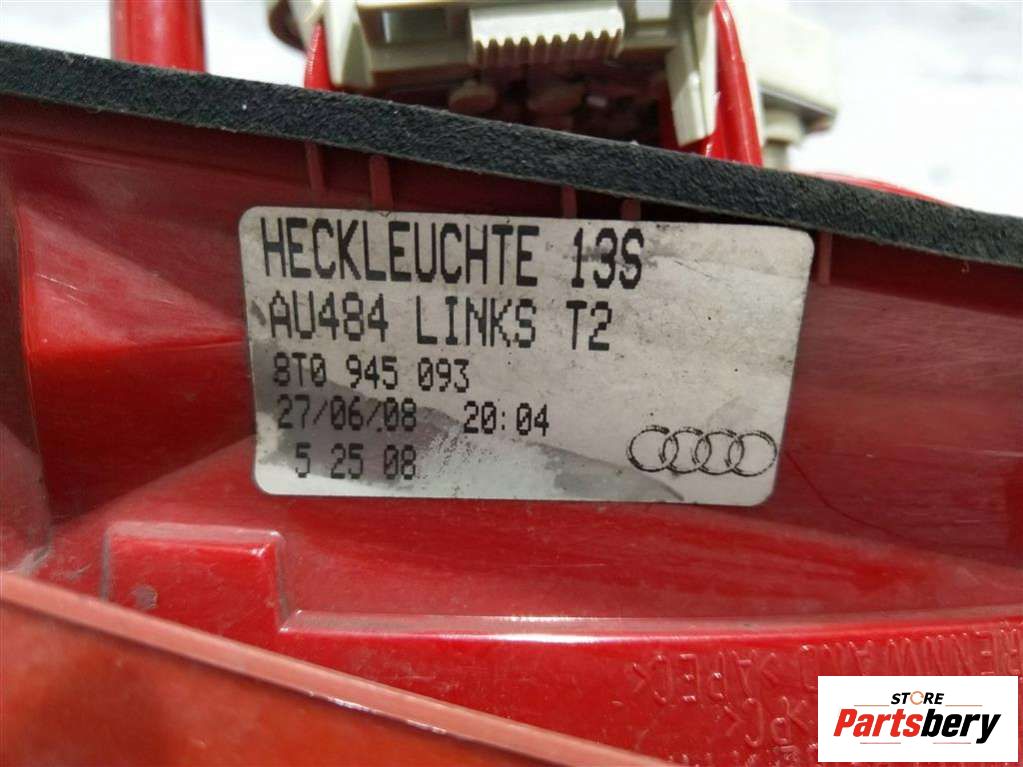 HECKLEUCHTE 13S
AU484 LINKS T2
8T0 945 093
27/06/08 20:04
5 25 08
STORE
Partsbery